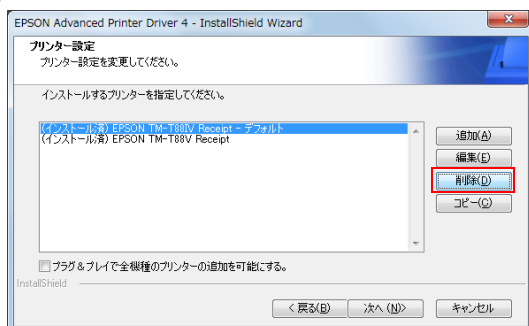 EPSON Advanced Printer Driver 4 - InstallShield Wizard
プリンター設定
プリンター設定を変更してください。
インストールするプリンターを指定してください。
(インストール済) EPSON TM-T88IV Receipt - デフォルト
(インストール済) EPSON TM-T88V Receipt
追加(A)
編集(E)
削除(D)
コピー(C)
プラグ＆プレイで全機種のプリンターの追加を可能にする。
InstallShield
< 戻る(B)
次へ (N)>
キャンセル